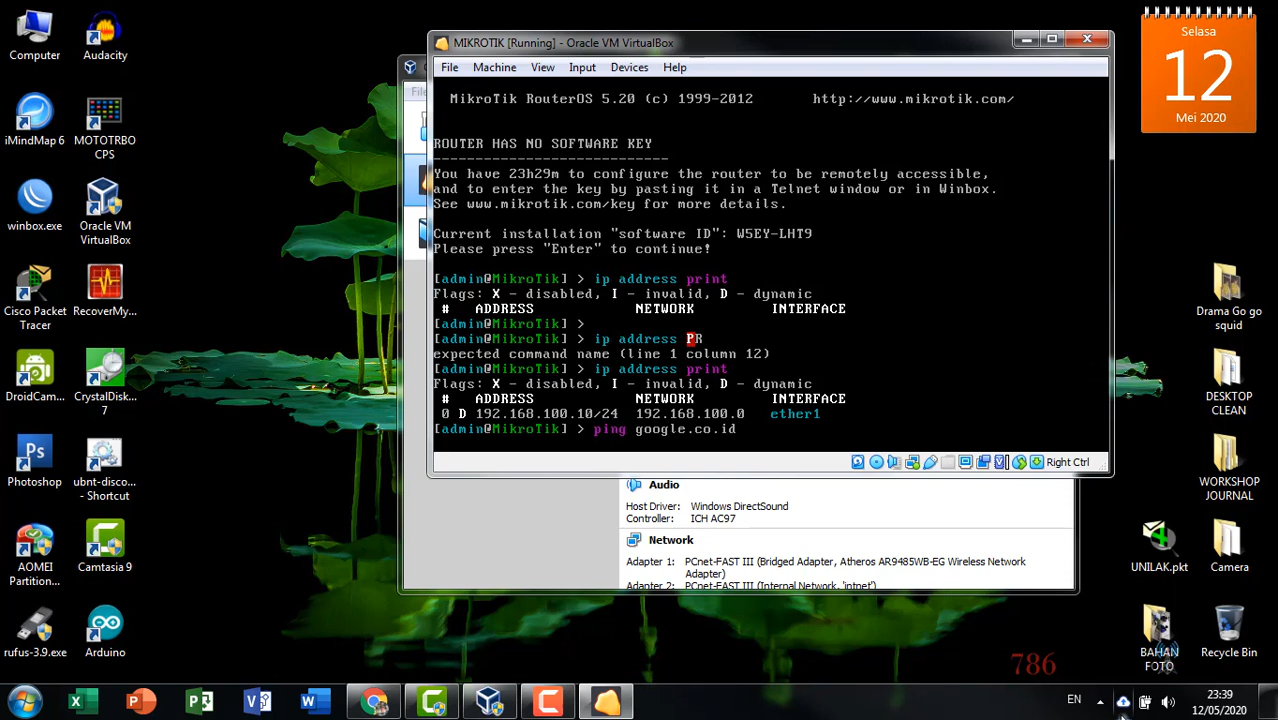 Computer
Audacity
iMindMap 6
MOTOTRBO
CPS
winbox.exe
Oracle VM
VirtualBox
Cisco Packet
Tracer
RecoverMy...
DroidCam...
CrystalDisk...
7
Ps
Photoshop
ubnt-disco...
- Shortcut
AOMEI
Partition...
Camtasia 9
rufus-3.9.exe
Arduino
MIKROTIK [Running] - Oracle VM VirtualBox
File Machine View Input Devices Help
MikroTik RouterOS 5.20 (c) 1999-2012 http://www.mikrotik.com/
ROUTER HAS NO SOFTWARE KEY
----------------------------
You have 23h29m to configure the router to be remotely accessible,
and to enter the key by pasting it in a Telnet window or in Winbox.
See www.mikrotik.com/key for more details.
Current installation "software ID": W5EY-LHT9
Please press "Enter" to continue!
[admin@MikroTik] > ip address print
Flags: X - disabled, I - invalid, D - dynamic
# ADDRESS NETWORK INTERFACE
[admin@MikroTik] >
[admin@MikroTik] > ip address PR
expected command name (line 1 column 12)
[admin@MikroTik] > ip address print
Flags: X - disabled, I - invalid, D - dynamic
# ADDRESS NETWORK INTERFACE
0 D 192.168.100.10/24 192.168.100.0 ether1
[admin@MikroTik] > ping google.co.id
Right Ctrl
Audio
Host Driver: Windows DirectSound
Controller: ICH AC97
Network
Adapter 1: PCnet-FAST III (Bridged Adapter, Atheros AR9485WB-EG Wireless Network
Adapter)
Adapter 2: PCnet-FAST III (Internal Network, 'intnet')
Selasa
12
Mei 2020
Drama Go go
squid
DESKTOP
CLEAN
WORKSHOP
JOURNAL
UNILAK.pkt
Camera
BAHAN
FOTO
Recycle Bin
786
EN
23:39
12/05/2020